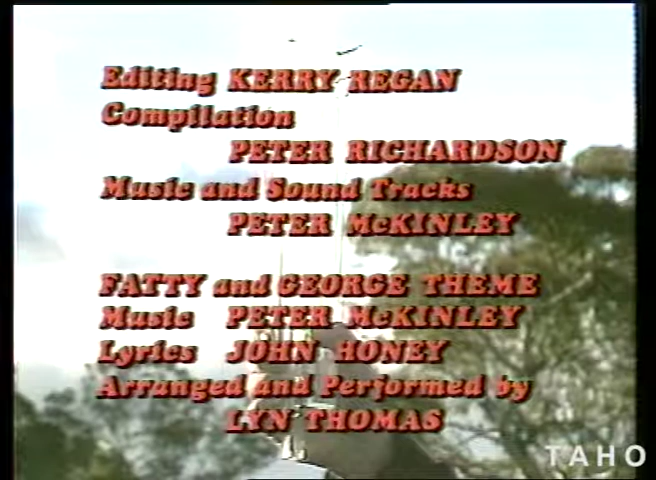 Editing KERRY REGAN
Compilation
PETER RICHARDSON
Music and Sound Tracks
PETER McKINLEY
FATTY and GEORGE THEME
Music PETER McKINLEY
Lyrics JOHN HONEY
Arranged and Performed by
LYN THOMAS
TAHO